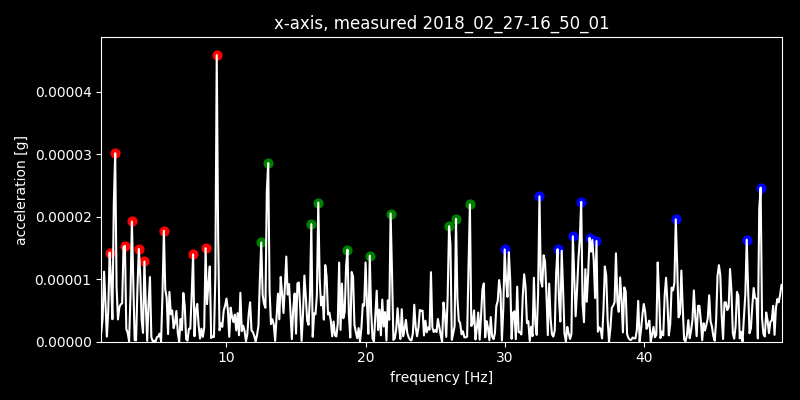 x-axis, measured 2018_02_27-16_50_01
acceleration [g]
0.00004
0.00003
0.00002
0.00001
0.00000
10 20 30 40
frequency [Hz]